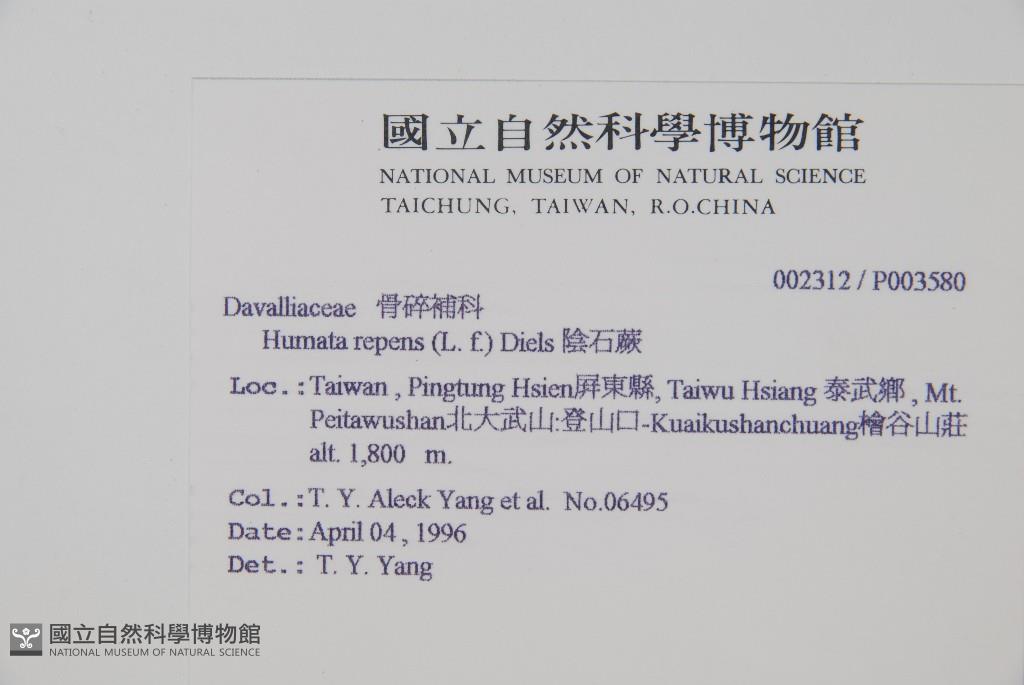 國立自然科學博物館
NATIONAL MUSEUM OF NATURAL SCIENCE
TAICHUNG, TAIWAN, R.O.CHINA
002312 / P003580
Davalliaceae 骨碎補科
Humata repens (L. f.) Diels 陰石蕨
Loc.:Taiwan , Pingtung Hsien屏東縣, Taiwu Hsiang 泰武鄉 , Mt.
Peitawushan北大武山:登山口-Kuaikushanchuang檜谷山莊
alt. 1,800 m.
Col.:T. Y. Aleck Yang et al. No.06495
Date:April 04 , 1996
Det.: T. Y. Yang
國立自然科學博物館
NATIONAL MUSEUM OF NATURAL SCIENCE